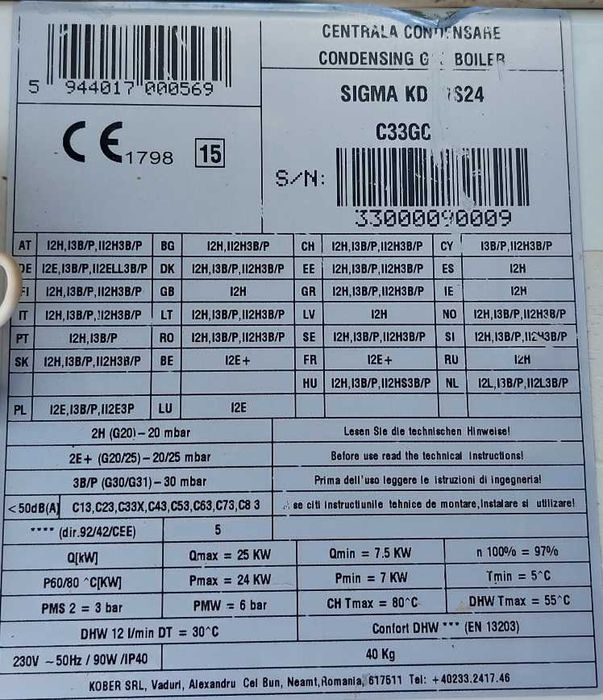 CENTRALA CONDENSARE
CONDENSING G BOILER
5 944017 000569
SIGMA KD S24
C33GC
CE 1798 15
S/N:
33000090009
AT I2H,I3B/P,II2H3B/P BG I2H,II2H3B/P CH I2H,I3B/P,II2H3B/P CY I3B/P,II2H3B/P
DE I2E,I3B/P,II2ELL3B/P DK I2H,I3B/P,II2H3B/P EE I2H,I3B/P,II2H3B/P ES I2H
FI I2H,I3B/P,II2H3B/P GB I2H GR I2H,I3B/P,II2H3B/P IE I2H
IT I2H,I3B/P,II2H3B/P LT I2H,I3B/P,II2H3B/P LV I2H NO I2H,I3B/P,II2H3B/P
PT I2H,I3B/P RO I2H,I3B/P,II2H3B/P SE I2H,I3B/P,II2H3B/P SI I2H,I3B/P,II2H3B/P
SK I2H,I3B/P,II2H3B/P BE I2E+ FR I2E+ RU I2H
HU I2H,I3B/P,II2HS3B/P NL I2L,I3B/P,II2L3B/P
PL I2E,I3B/P,II2E3P LU I2E
2H (G20)-20 mbar Lesen Sie die technischen Hinweise!
2E+ (G20/25)-20/25 mbar Before use read the technical instructions!
3B/P (G30/G31)-30 mbar Prima dell'uso leggere le istruzioni di ingegneria!
<50dB(A) C13,C23,C33X,C43,C53,C63,C73,C8 3 se citi instructiunile tehnice de montare,instalare si utilizare!
**** (dir.92/42/CEE) 5
Q[kW] Qmax = 25 KW Qmin = 7.5 KW n 100% = 97%
P60/80 ^C[KW] Pmax = 24 KW Pmin = 7 KW Tmin = 5^C
PMS 2 = 3 bar PMW = 6 bar CH Tmax = 80^C DHW Tmax = 55^C
DHW 12 l/min DT = 30^C Confort DHW *** (EN 13203)
230V ~50Hz / 90W /IP40 40 Kg
KOBER SRL, Vaduri, Alexandru Cel Bun, Neamt,Romania, 617511 Tel: +40233.2417.46